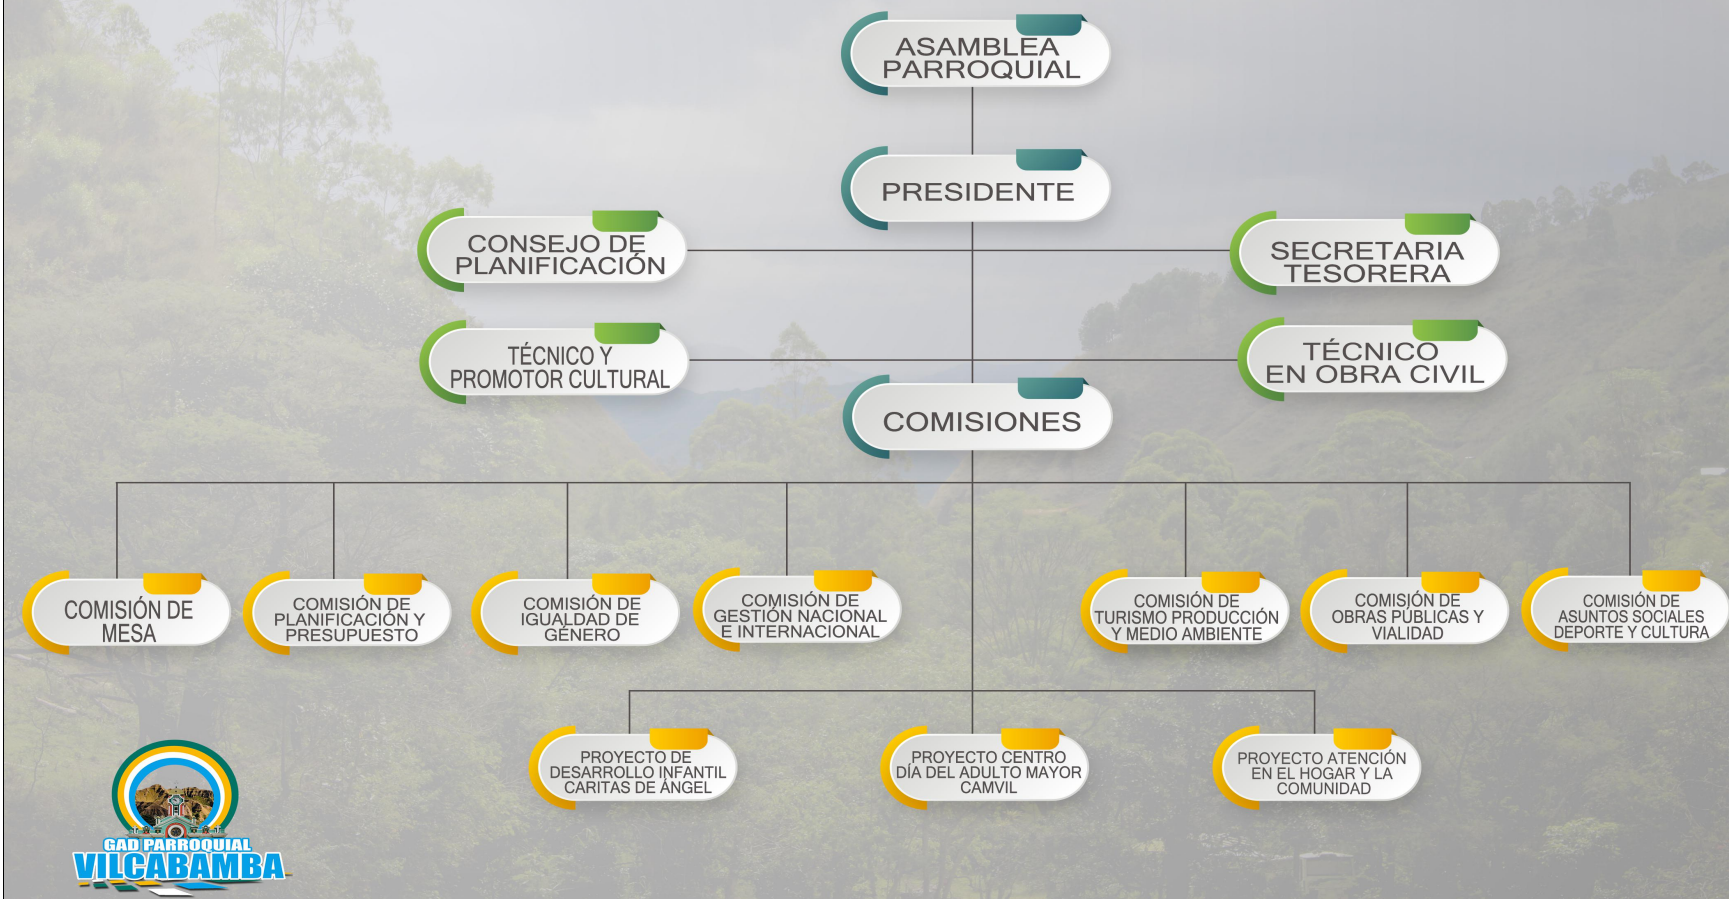 ASAMBLEA
PARROQUIAL
PRESIDENTE
CONSEJO DE
PLANIFICACIÓN
SECRETARIA
TESORERA
TÉCNICO Y
PROMOTOR CULTURAL
TÉCNICO
EN OBRA CIVIL
COMISIONES
COMISIÓN DE
MESA
COMISIÓN DE
PLANIFICACIÓN Y
PRESUPUESTO
COMISIÓN DE
IGUALDAD DE
GÉNERO
COMISIÓN DE
GESTIÓN NACIONAL
E INTERNACIONAL
COMISIÓN DE
TURISMO PRODUCCIÓN
Y MEDIO AMBIENTE
COMISIÓN DE
OBRAS PÚBLICAS Y
VIALIDAD
COMISIÓN DE
ASUNTOS SOCIALES
DEPORTE Y CULTURA
PROYECTO DE
DESARROLLO INFANTIL
CARITAS DE ÁNGEL
PROYECTO CENTRO
DÍA DEL ADULTO MAYOR
CAMVIL
PROYECTO ATENCIÓN
EN EL HOGAR Y LA
COMUNIDAD
GAD PARROQUIAL
VILCABAMBA